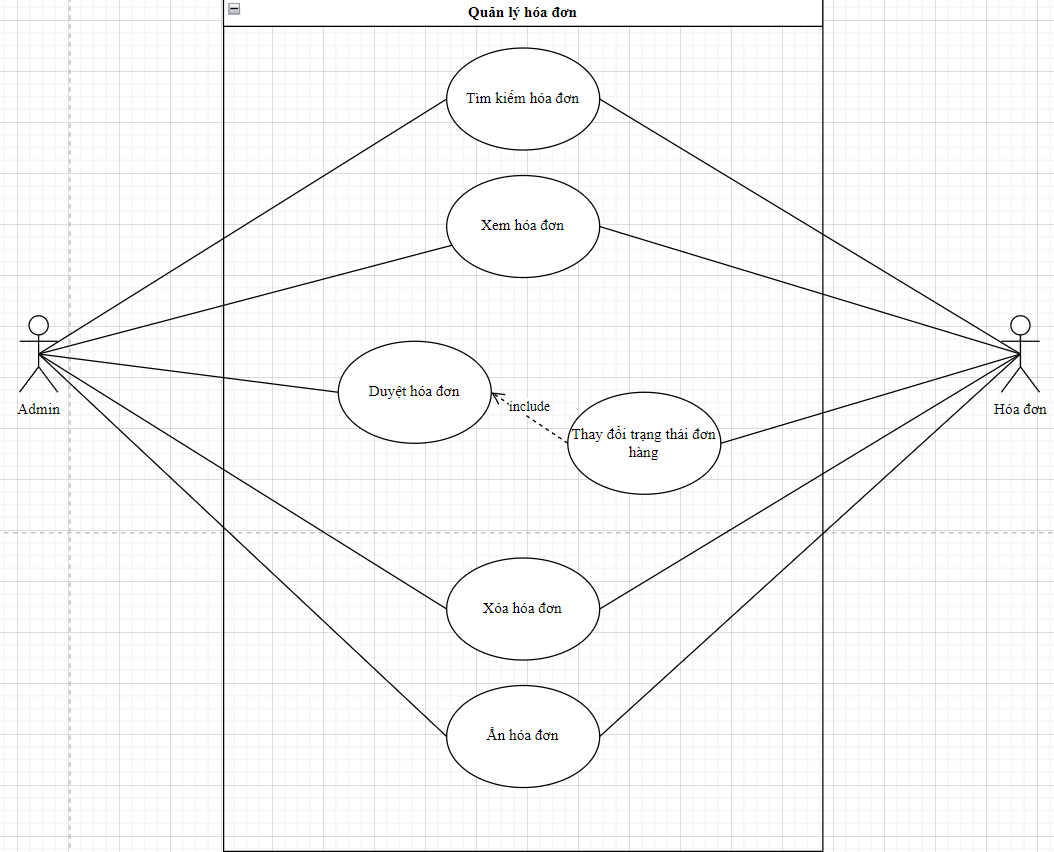 Quản lý hóa đơn
Tìm kiếm hóa đơn
Xem hóa đơn
Duyệt hóa đơn
include
Thay đổi trạng thái đơn
hàng
Admin
Hóa đơn
Xóa hóa đơn
Ẩn hóa đơn